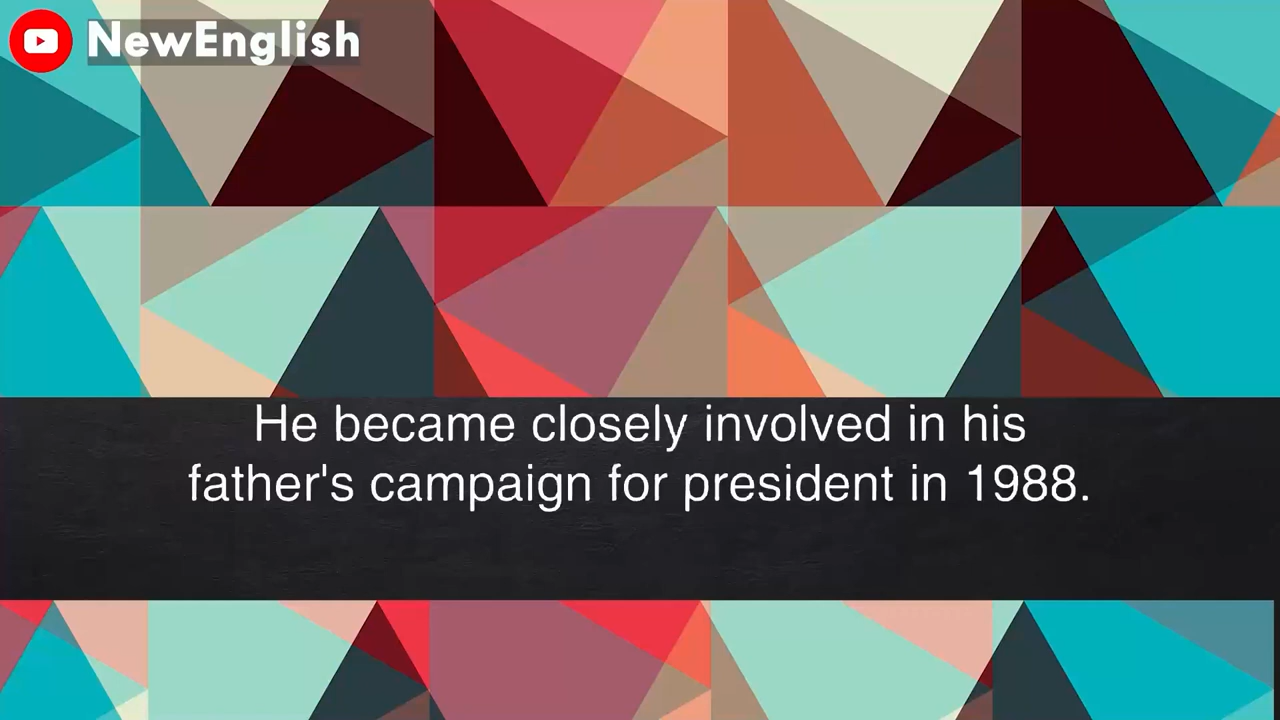 NewEnglish
He became closely involved in his
father's campaign for president in 1988.